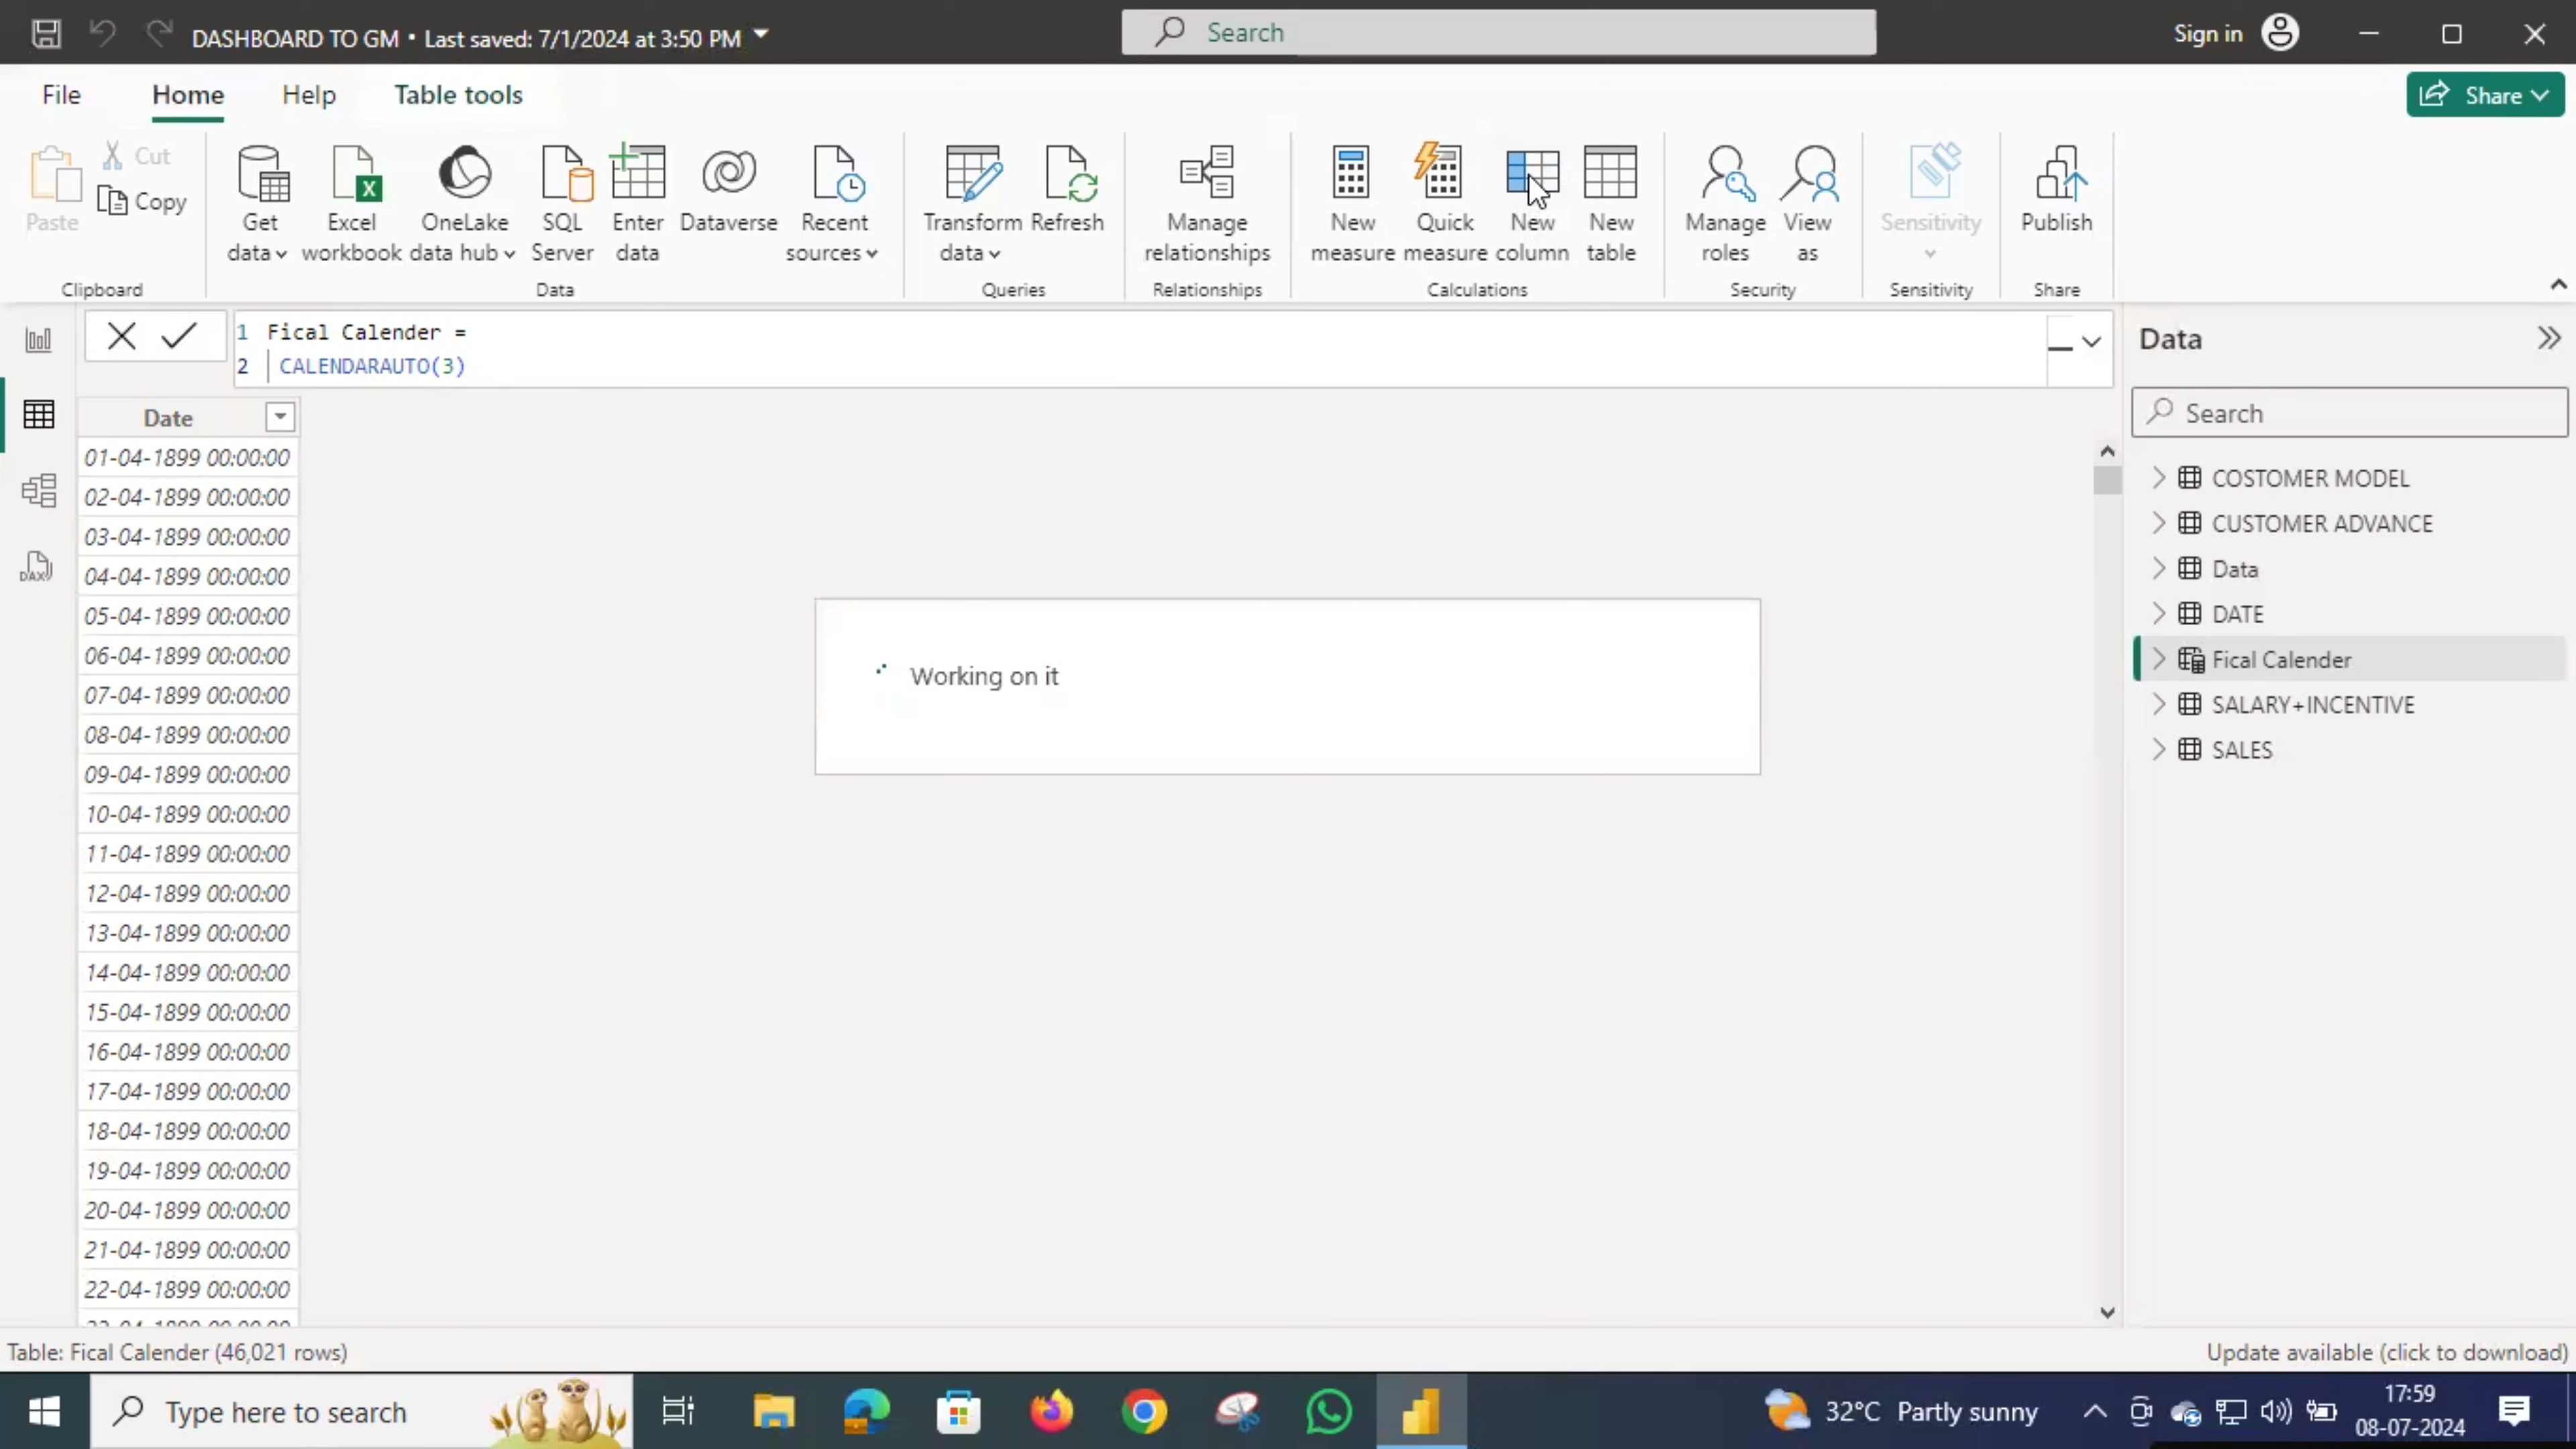 DASHBOARD TO GM • Last saved: 7/1/2024 at 3:50 PM
Search
Sign in
File
Home
Help
Table tools
Share
Paste
Cut
Copy
Clipboard
Get data
Excel workbook
OneLake data hub
SQL Server
Enter data
Dataverse
Recent sources
Data
Transform data
Refresh
Queries
Manage relationships
Relationships
New measure
Quick measure
New column
New table
Calculations
Manage roles
View as
Security
Sensitivity
Sensitivity
Publish
Share
1 Fical Calender =
2 CALENDARAUTO(3)
Date
01-04-1899 00:00:00
02-04-1899 00:00:00
03-04-1899 00:00:00
04-04-1899 00:00:00
05-04-1899 00:00:00
06-04-1899 00:00:00
07-04-1899 00:00:00
08-04-1899 00:00:00
09-04-1899 00:00:00
10-04-1899 00:00:00
11-04-1899 00:00:00
12-04-1899 00:00:00
13-04-1899 00:00:00
14-04-1899 00:00:00
15-04-1899 00:00:00
16-04-1899 00:00:00
17-04-1899 00:00:00
18-04-1899 00:00:00
19-04-1899 00:00:00
20-04-1899 00:00:00
21-04-1899 00:00:00
22-04-1899 00:00:00
Working on it
Data
Search
COSTOMER MODEL
CUSTOMER ADVANCE
Data
DATE
Fical Calender
SALARY+INCENTIVE
SALES
DAX
Table: Fical Calender (46,021 rows)
Update available (click to download)
Type here to search
32°C Partly sunny
17:59
08-07-2024